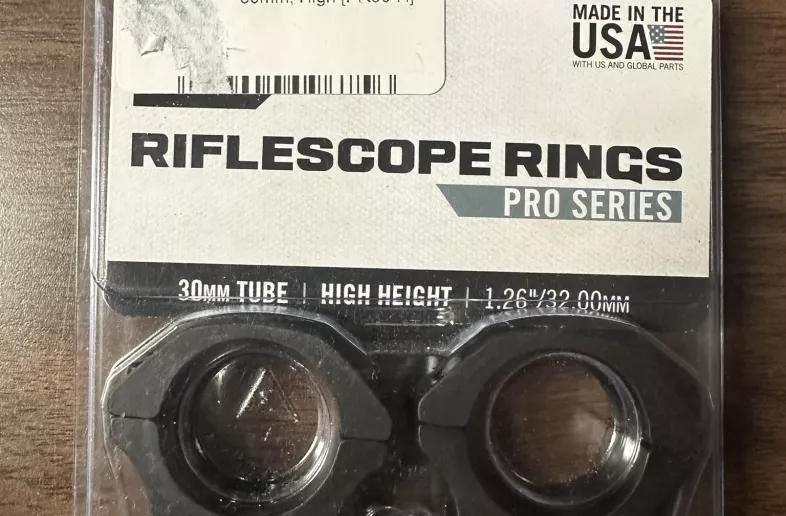 MADE IN THE
USA
WITH US AND GLOBAL PARTS
RIFLESCOPE RINGS
PRO SERIES
30MM TUBE | HIGH HEIGHT | 1.26"/32.00MM